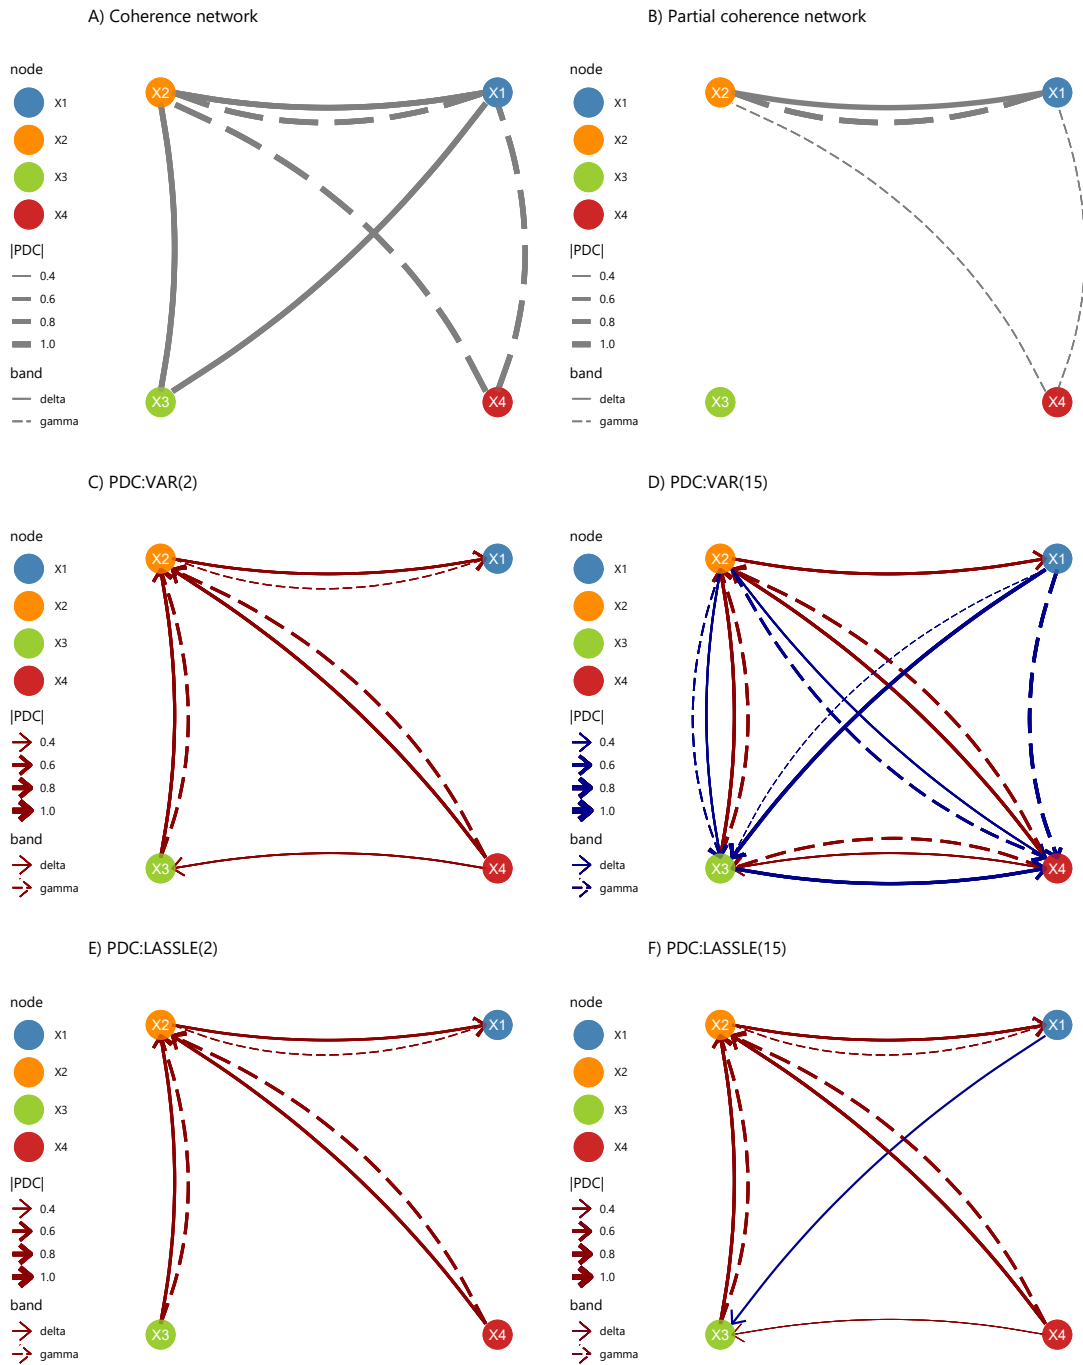 A) Coherence network
node
X1
X2
X3
X4
|PDC|
0.4
0.6
0.8
1.0
band
delta
gamma
X2
X1
X3
X4
B) Partial coherence network
node
X1
X2
X3
X4
|PDC|
0.4
0.6
0.8
1.0
band
delta
gamma
X2
X1
X3
X4
C) PDC:VAR(2)
node
X1
X2
X3
X4
|PDC|
0.4
0.6
0.8
1.0
band
delta
gamma
X2
X1
X3
X4
D) PDC:VAR(15)
node
X1
X2
X3
X4
|PDC|
0.4
0.6
0.8
1.0
band
delta
gamma
X2
X1
X3
X4
E) PDC:LASSLE(2)
node
X1
X2
X3
X4
|PDC|
0.4
0.6
0.8
1.0
band
delta
gamma
X2
X1
X3
X4
F) PDC:LASSLE(15)
node
X1
X2
X3
X4
|PDC|
0.4
0.6
0.8
1.0
band
delta
gamma
X2
X1
X3
X4